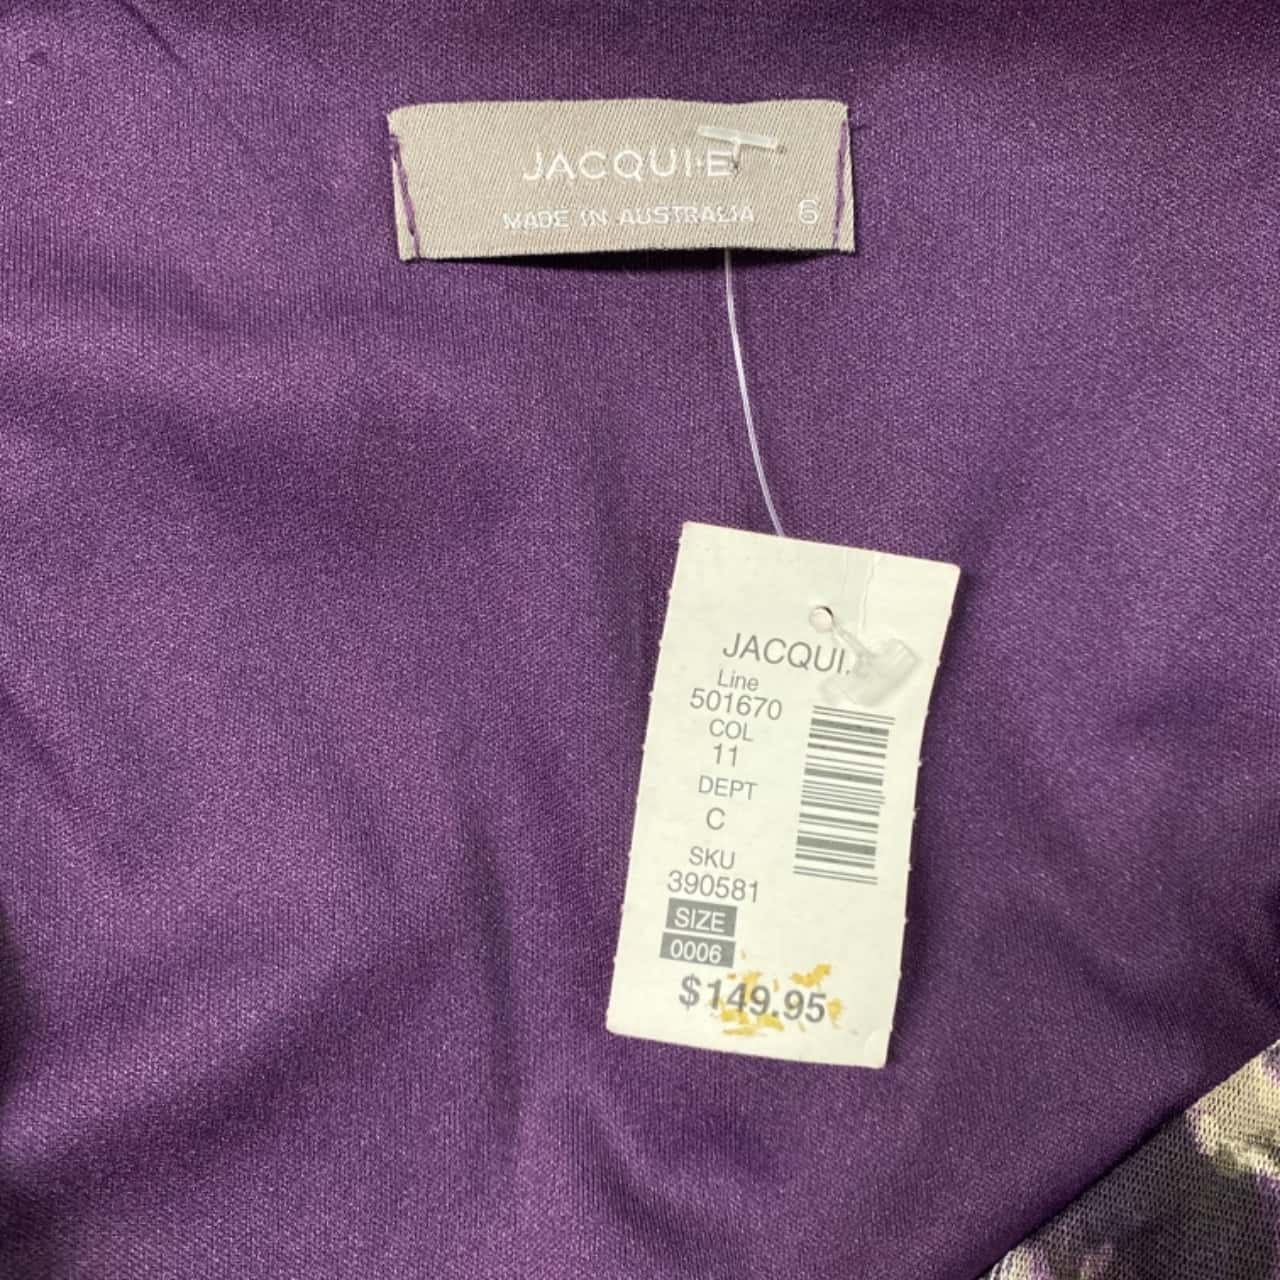 JACQUI·E
MADE IN AUSTRALIA 6
JACQUI.
Line
501670
COL
11
DEPT
C
SKU
390581
SIZE
0006
$149.95